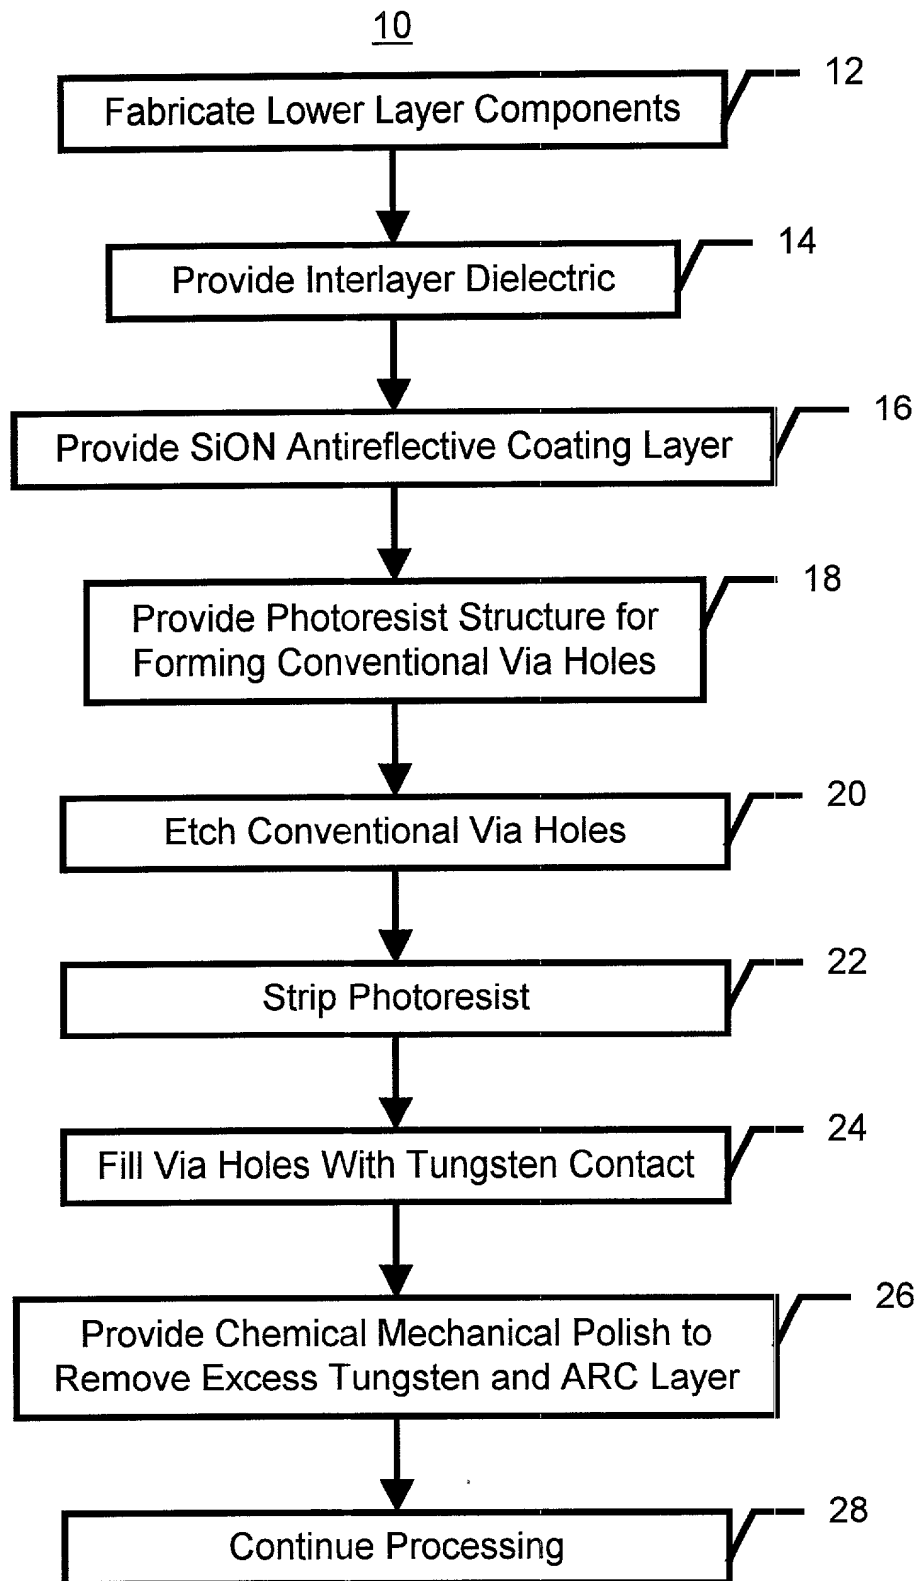 10
12
Fabricate Lower Layer Components
14
Provide Interlayer Dielectric
16
Provide SiON Antireflective Coating Layer
18
Provide Photoresist Structure for
Forming Conventional Via Holes
20
Etch Conventional Via Holes
22
Strip Photoresist
24
Fill Via Holes With Tungsten Contact
26
Provide Chemical Mechanical Polish to
Remove Excess Tungsten and ARC Layer
28
Continue Processing